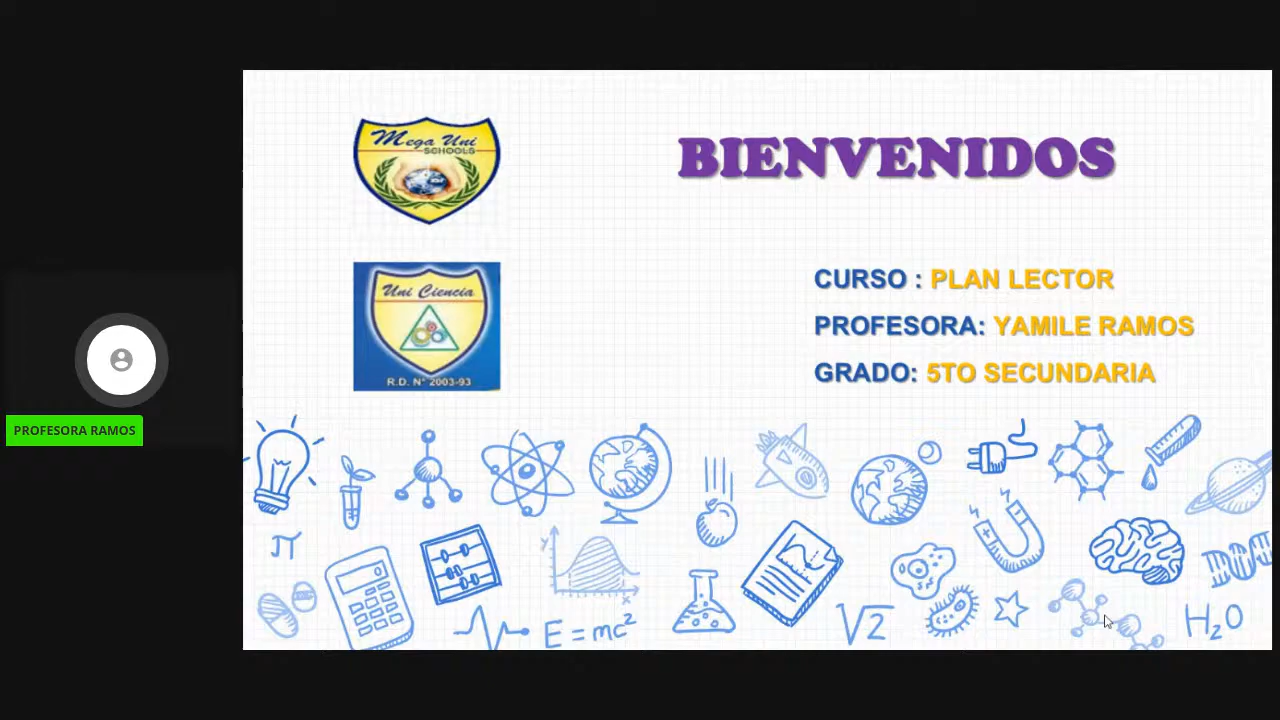 Mega Uni
SCHOOLS
BIENVENIDOS
Uni Ciencia
R.D. N° 2003-93
CURSO : PLAN LECTOR
PROFESORA: YAMILE RAMOS
GRADO: 5TO SECUNDARIA
PROFESORA RAMOS
π
y
x
E = mc²
√2
H₂O